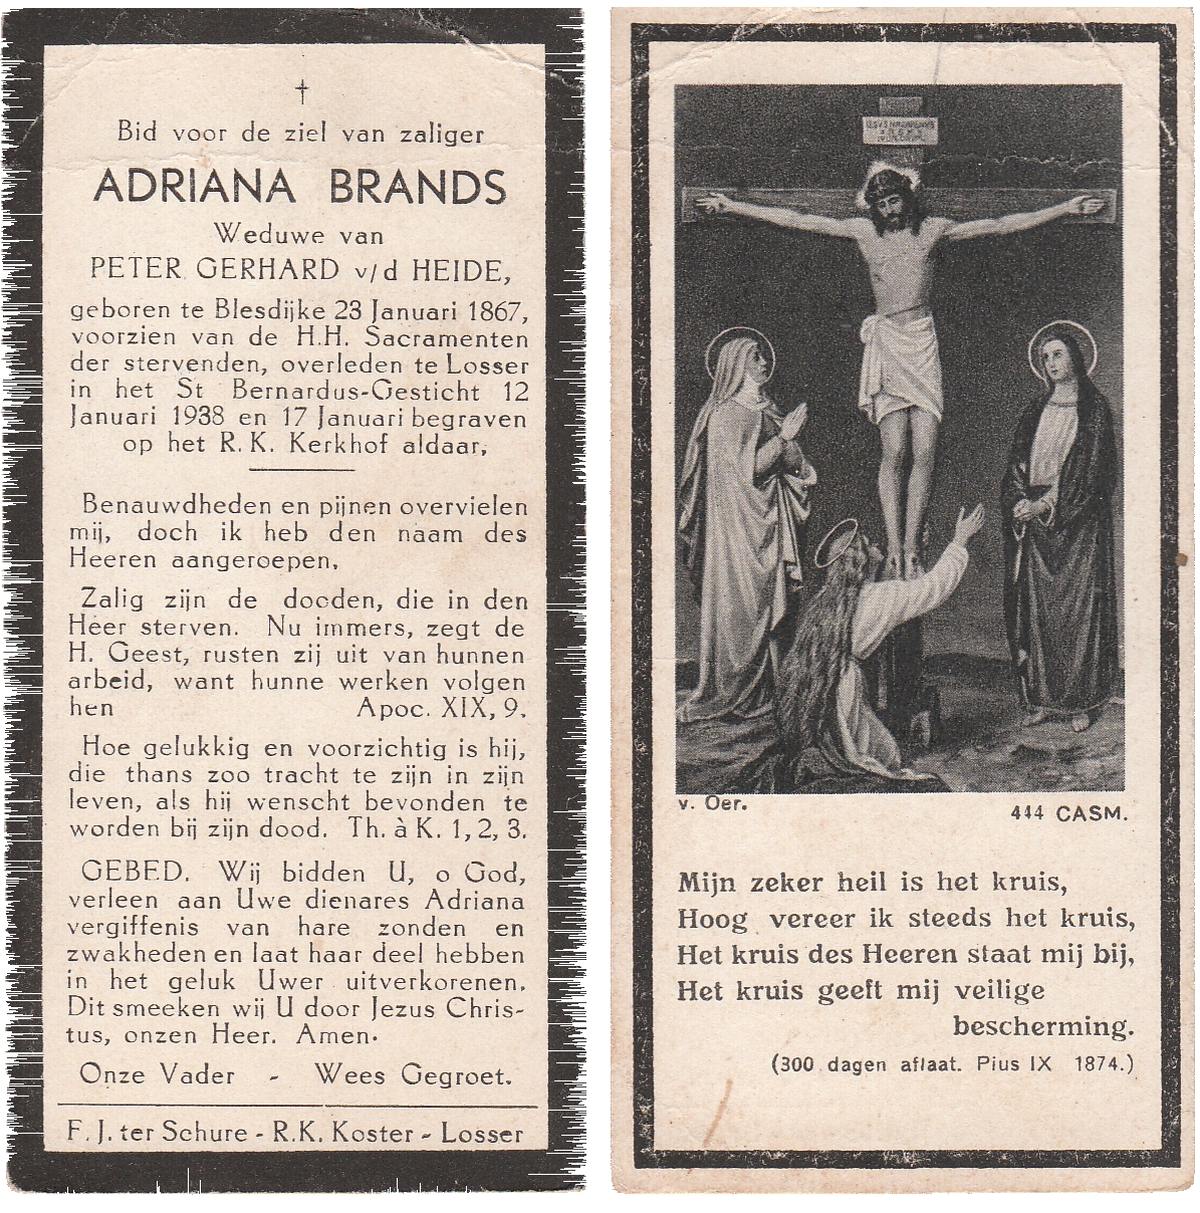 †
Bid voor de ziel van zaliger
ADRIANA BRANDS
Weduwe van
PETER GERHARD v/d HEIDE,
geboren te Blesdijke 23 Januari 1867,
voorzien van de H.H. Sacramenten
der stervenden, overleden te Losser
in het St Bernardus-Gesticht 12
Januari 1938 en 17 Januari begraven
op het R.K. Kerkhof aldaar,
Benauwdheden en pijnen overvielen
mij, doch ik heb den naam des
Heeren aangeroepen,
Zalig zijn de dooden, die in den
Heer sterven. Nu immers, zegt de
H. Geest, rusten zij uit van hunnen
arbeid, want hunne werken volgen
hen Apoc. XIX, 9.
Hoe gelukkig en voorzichtig is hij,
die thans zoo tracht te zijn in zijn
leven, als hij wenscht bevonden te
worden bij zijn dood. Th. à K. 1, 2, 3.
GEBED. Wij bidden U, o God,
verleen aan Uwe dienares Adriana
vergiffenis van hare zonden en
zwakheden en laat haar deel hebben
in het geluk Uwer uitverkorenen.
Dit smeeken wij U door Jezus Chris-
tus, onzen Heer. Amen.
Onze Vader - Wees Gegroet.
F. J. ter Schure - R.K. Koster - Losser
v. Oer.
444 CASM.
Mijn zeker heil is het kruis,
Hoog vereer ik steeds het kruis,
Het kruis des Heeren staat mij bij,
Het kruis geeft mij veilige
bescherming.
(300 dagen aflaat. Pius IX 1874.)